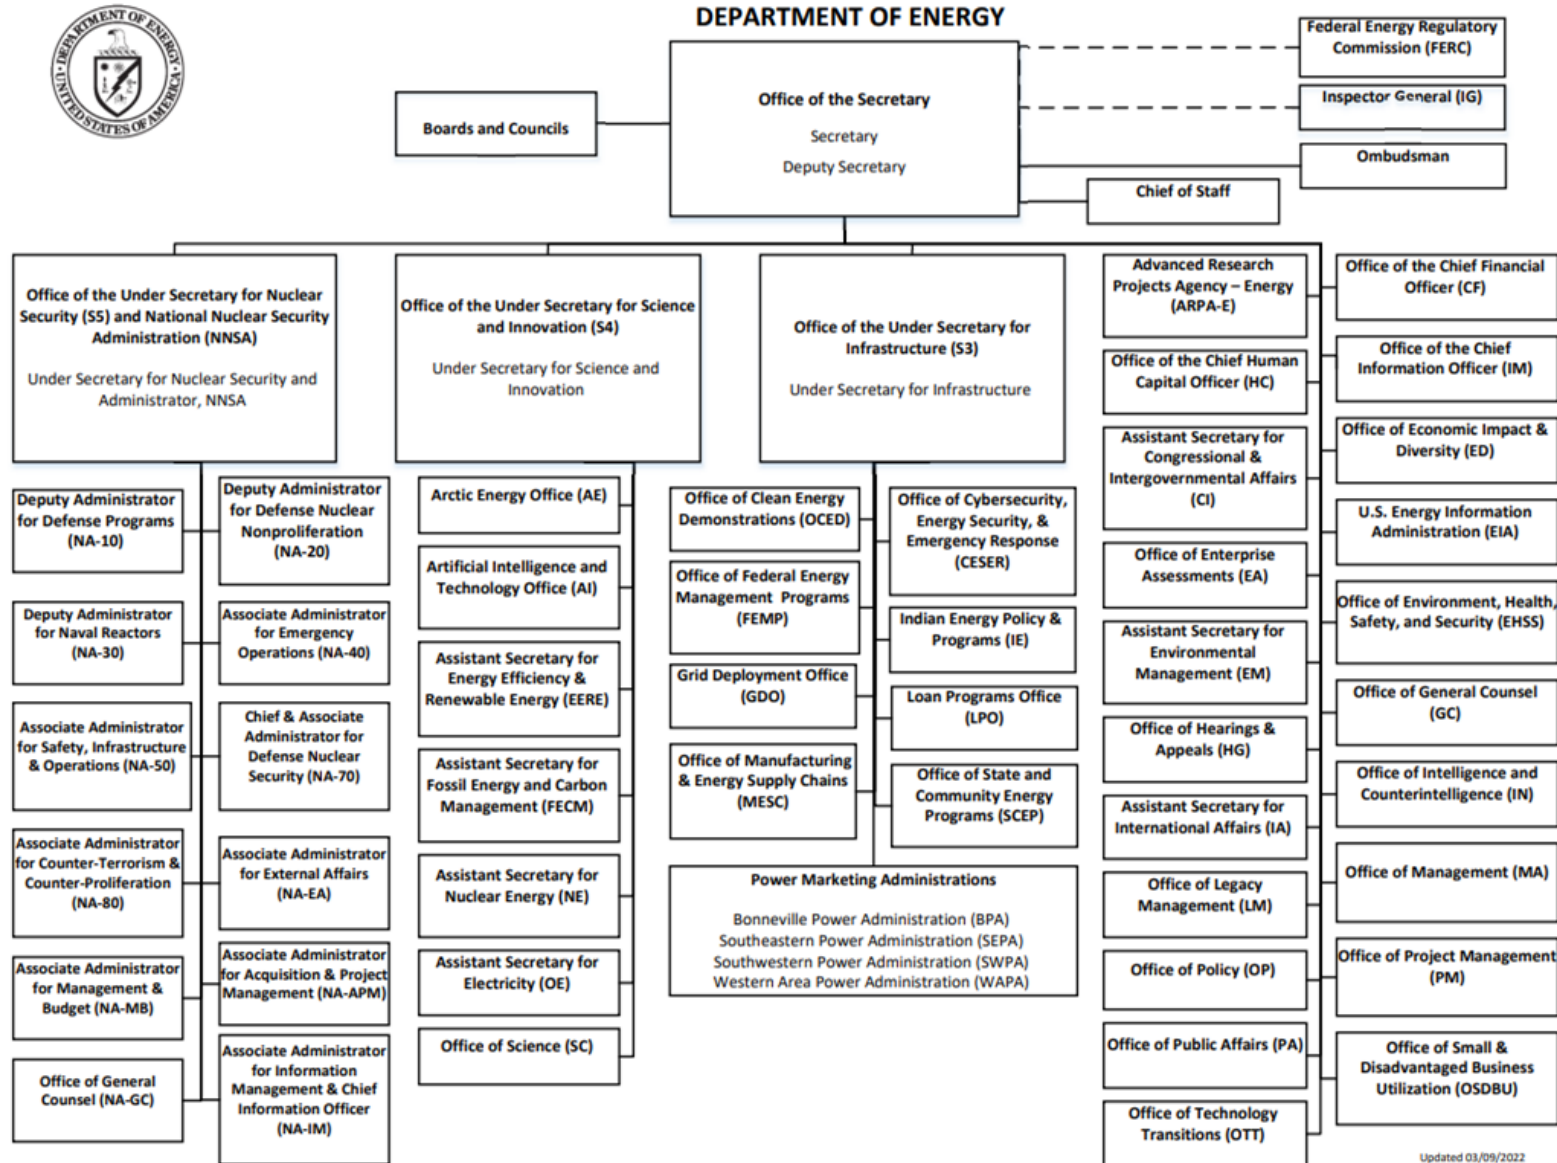 DEPARTMENT OF ENERGY
DEPARTMENT OF ENERGY
UNITED STATES OF AMERICA
Federal Energy Regulatory
Commission (FERC)
Office of the Secretary
Secretary
Deputy Secretary
Boards and Councils
Inspector General (IG)
Ombudsman
Chief of Staff
Office of the Under Secretary for Nuclear
Security (S5) and National Nuclear Security
Administration (NNSA)
Under Secretary for Nuclear Security and
Administrator, NNSA
Office of the Under Secretary for Science
and Innovation (S4)
Under Secretary for Science and
Innovation
Office of the Under Secretary for
Infrastructure (S3)
Under Secretary for Infrastructure
Deputy Administrator
for Defense Programs
(NA-10)
Deputy Administrator
for Defense Nuclear
Nonproliferation
(NA-20)
Deputy Administrator
for Naval Reactors
(NA-30)
Associate Administrator
for Emergency
Operations (NA-40)
Associate Administrator
for Safety, Infrastructure
& Operations (NA-50)
Chief & Associate
Administrator for
Defense Nuclear
Security (NA-70)
Associate Administrator
for Counter-Terrorism &
Counter-Proliferation
(NA-80)
Associate Administrator
for External Affairs
(NA-EA)
Associate Administrator
for Management &
Budget (NA-MB)
Associate Administrator
for Acquisition & Project
Management (NA-APM)
Office of General
Counsel (NA-GC)
Associate Administrator
for Information
Management & Chief
Information Officer
(NA-IM)
Arctic Energy Office (AE)
Artificial Intelligence and
Technology Office (AI)
Assistant Secretary for
Energy Efficiency &
Renewable Energy (EERE)
Assistant Secretary for
Fossil Energy and Carbon
Management (FECM)
Assistant Secretary for
Nuclear Energy (NE)
Assistant Secretary for
Electricity (OE)
Office of Science (SC)
Office of Clean Energy
Demonstrations (OCED)
Office of Cybersecurity,
Energy Security, &
Emergency Response
(CESER)
Office of Federal Energy
Management Programs
(FEMP)
Indian Energy Policy &
Programs (IE)
Grid Deployment Office
(GDO)
Loan Programs Office
(LPO)
Office of Manufacturing
& Energy Supply Chains
(MESC)
Office of State and
Community Energy
Programs (SCEP)
Power Marketing Administrations
Bonneville Power Administration (BPA)
Southeastern Power Administration (SEPA)
Southwestern Power Administration (SWPA)
Western Area Power Administration (WAPA)
Advanced Research
Projects Agency – Energy
(ARPA-E)
Office of the Chief Financial
Officer (CF)
Office of the Chief Human
Capital Officer (HC)
Office of the Chief
Information Officer (IM)
Assistant Secretary for
Congressional &
Intergovernmental Affairs
(CI)
Office of Economic Impact &
Diversity (ED)
U.S. Energy Information
Administration (EIA)
Office of Enterprise
Assessments (EA)
Office of Environment, Health,
Safety, and Security (EHSS)
Assistant Secretary for
Environmental
Management (EM)
Office of General Counsel
(GC)
Office of Hearings &
Appeals (HG)
Office of Intelligence and
Counterintelligence (IN)
Assistant Secretary for
International Affairs (IA)
Office of Management (MA)
Office of Legacy
Management (LM)
Office of Project Management
(PM)
Office of Policy (OP)
Office of Public Affairs (PA)
Office of Small &
Disadvantaged Business
Utilization (OSDBU)
Office of Technology
Transitions (OTT)
Updated 03/09/2022